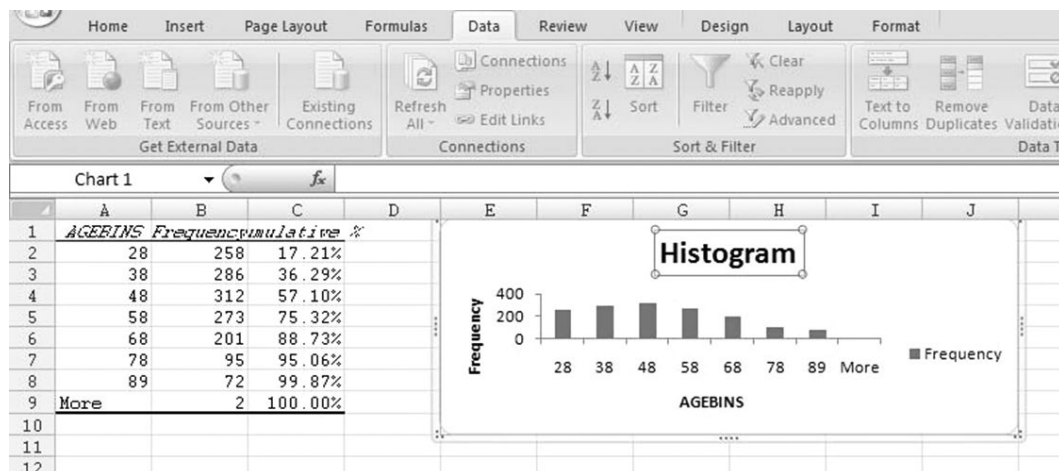 Home Insert Page Layout Formulas Data Review View Design Layout Format
From Access
From Web
From Text
From Other Sources
Existing Connections
Get External Data
Refresh All
Connections
Properties
Edit Links
Connections
Sort
Filter
Clear
Reapply
Advanced
Sort & Filter
Text to Columns
Remove Duplicates
Data
Data T
Chart 1 fx
A B C D E F G H I J
1 AGEBINS Frequency umulative %
2 28 258 17.21%
3 38 286 36.29%
4 48 312 57.10%
5 58 273 75.32%
6 68 201 88.73%
7 78 95 95.06%
8 89 72 99.87%
9 More 2 100.00%
10
11
12
Histogram
Frequency
400
200
0
28 38 48 58 68 78 89 More
AGEBINS
Frequency